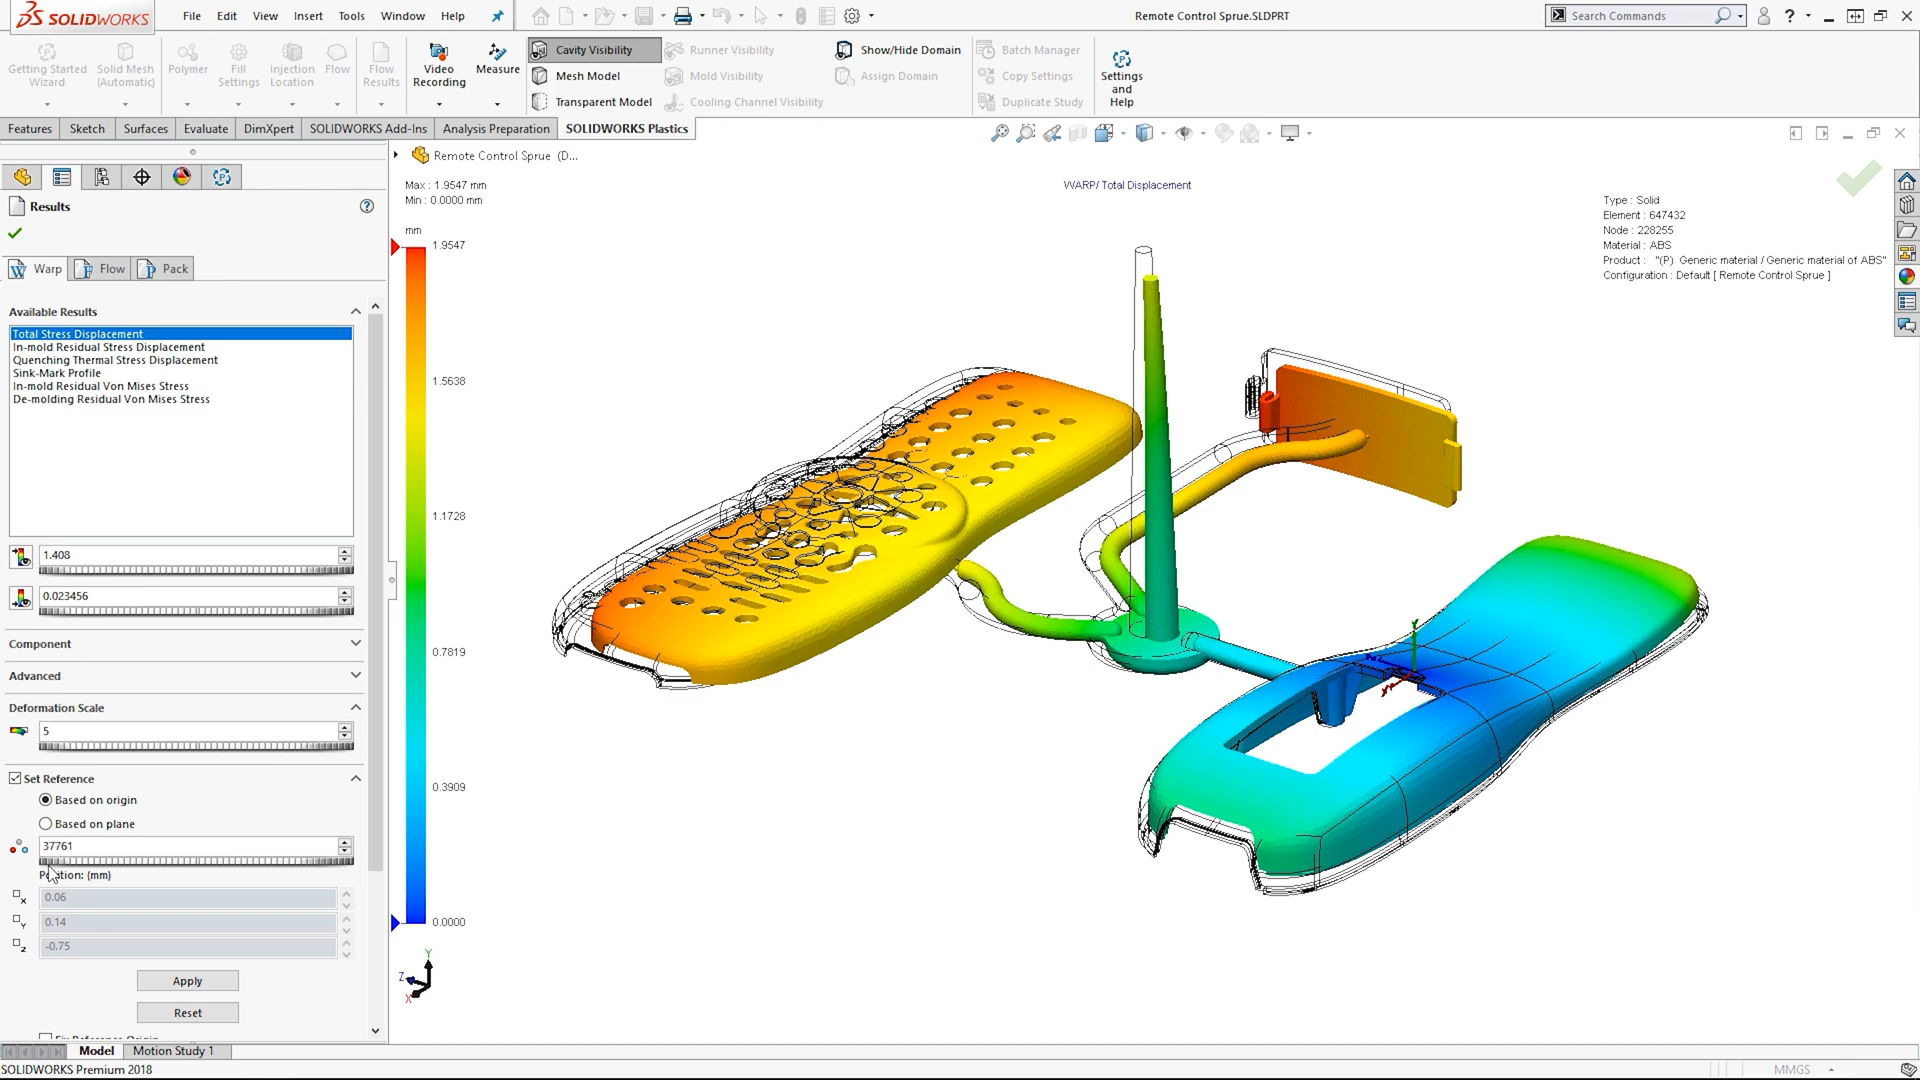 SOLIDWORKS
File Edit View Insert Tools Window Help
Remote Control Sprue.SLDPRT
Search Commands
Getting Started Wizard
Solid Mesh (Automatic)
Polymer
Fill Settings
Injection Location
Flow
Flow Results
Video Recording
Measure
Cavity Visibility
Mesh Model
Transparent Model
Runner Visibility
Mold Visibility
Cooling Channel Visibility
Show/Hide Domain
Assign Domain
Batch Manager
Copy Settings
Duplicate Study
Settings and Help
Features Sketch Surfaces Evaluate DimXpert SOLIDWORKS Add-Ins Analysis Preparation SOLIDWORKS Plastics
Results
Warp Flow Pack
Available Results
Total Stress Displacement
In-mold Residual Stress Displacement
Quenching Thermal Stress Displacement
Sink-Mark Profile
In-mold Residual Von Mises Stress
De-molding Residual Von Mises Stress
1.408
0.023456
Component
Advanced
Deformation Scale
5
Set Reference
Based on origin
Based on plane
37761
(mm)
X 0.06
Y 0.14
Z -0.75
Apply
Reset
Remote Control Sprue (D...
Max : 1.9547 mm
Min : 0.0000 mm
mm
1.9547
1.5638
1.1728
0.7819
0.3909
0.0000
WARP/ Total Displacement
Type : Solid
Element : 647432
Node : 228255
Material : ABS
Product : "(P) Generic material / Generic material of ABS"
Configuration : Default [ Remote Control Sprue ]
Y
Y
Z
X
Model Motion Study 1
SOLIDWORKS Premium 2018
MMGS